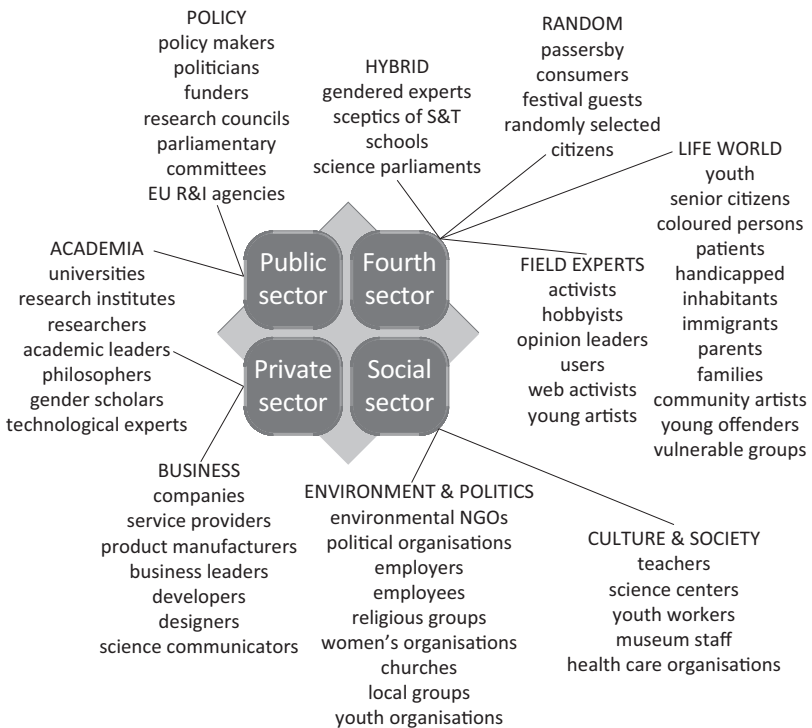 POLICY
policy makers
politicians
funders
research councils
parliamentary
committees
EU R&I agencies
HYBRID
gendered experts
sceptics of S&T
schools
science parliaments
RANDOM
passersby
consumers
festival guests
randomly selected
citizens
LIFE WORLD
youth
senior citizens
coloured persons
patients
handicapped
inhabitants
immigrants
parents
families
community artists
young offenders
vulnerable groups
ACADEMIA
universities
research institutes
researchers
academic leaders
philosophers
gender scholars
technological experts
Public
sector
Fourth
sector
Private
sector
Social
sector
FIELD EXPERTS
activists
hobbyists
opinion leaders
users
web activists
young artists
BUSINESS
companies
service providers
product manufacturers
business leaders
developers
designers
science communicators
ENVIRONMENT & POLITICS
environmental NGOs
political organisations
employers
employees
religious groups
women's organisations
churches
local groups
youth organisations
CULTURE & SOCIETY
teachers
science centers
youth workers
museum staff
health care organisations